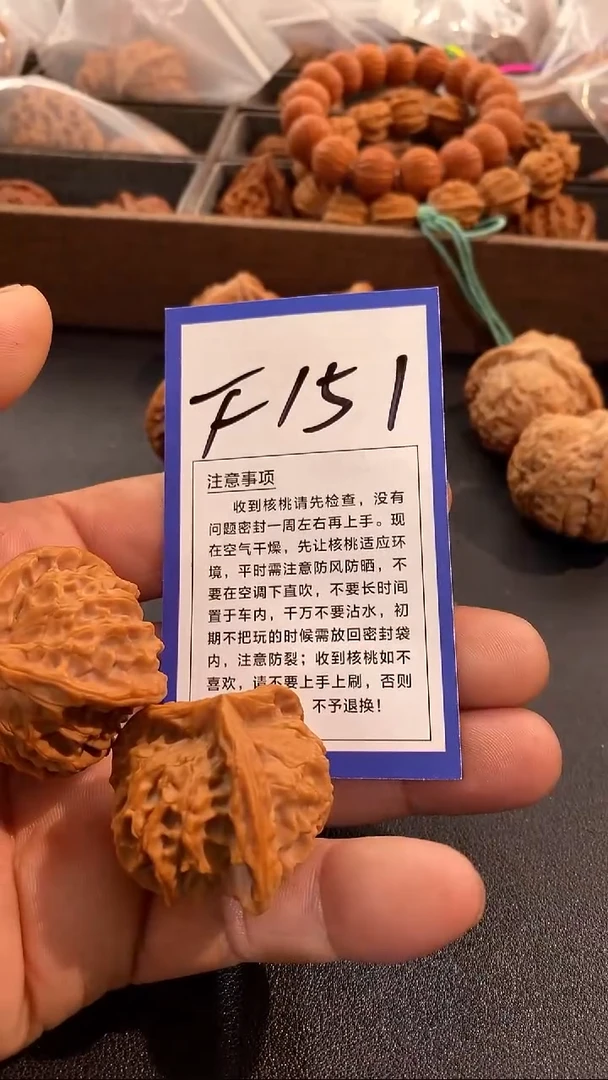 F151
注意事项
收到核桃请先检查，没有
问题密封一周左右再上手。现
在空气干燥，先让核桃适应环
境，平时需注意防风防晒，不
要在空调下直吹，不要长时间
置于车内，千万不要沾水，初
期不把玩的时候需放回密封袋
内，注意防裂；收到核桃如不
喜欢，请不要上手上刷，否则
不予退换！